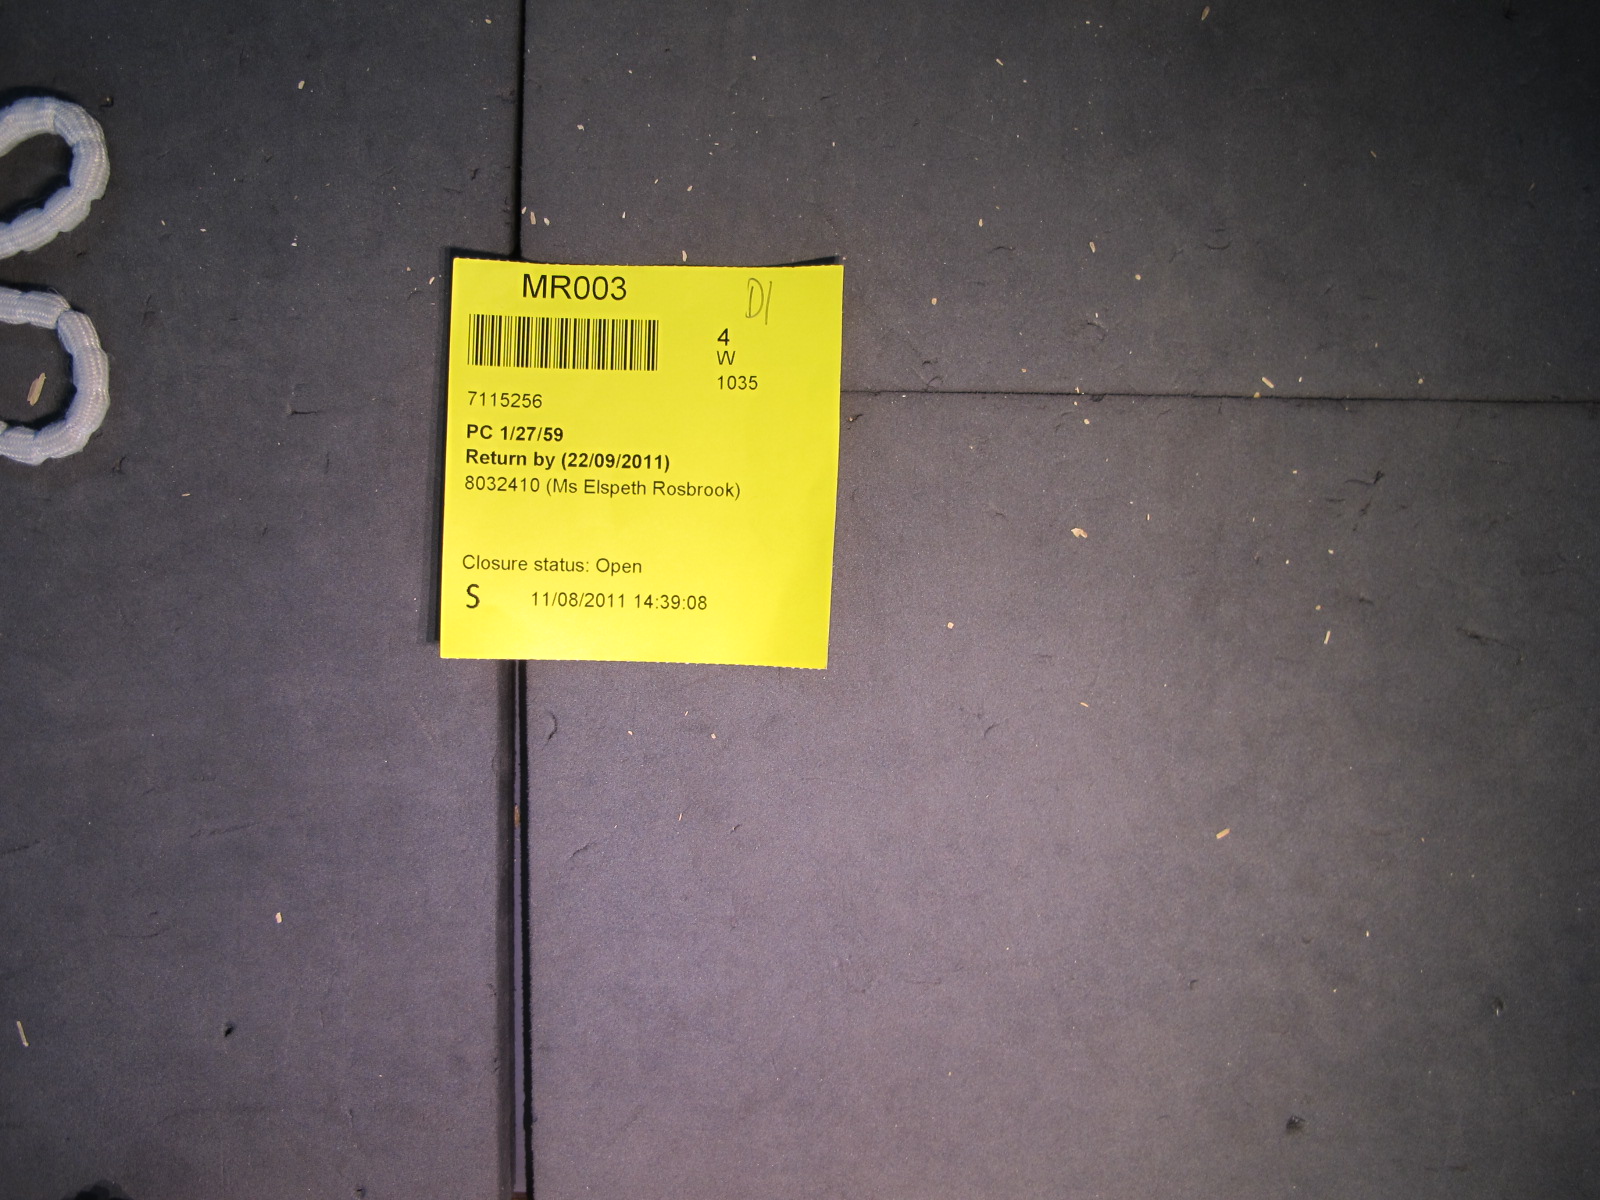 MR003
D1
4
W
1035
7115256
PC 1/27/59
Return by (22/09/2011)
8032410 (Ms Elspeth Rosbrook)
Closure status: Open
S 11/08/2011 14:39:08